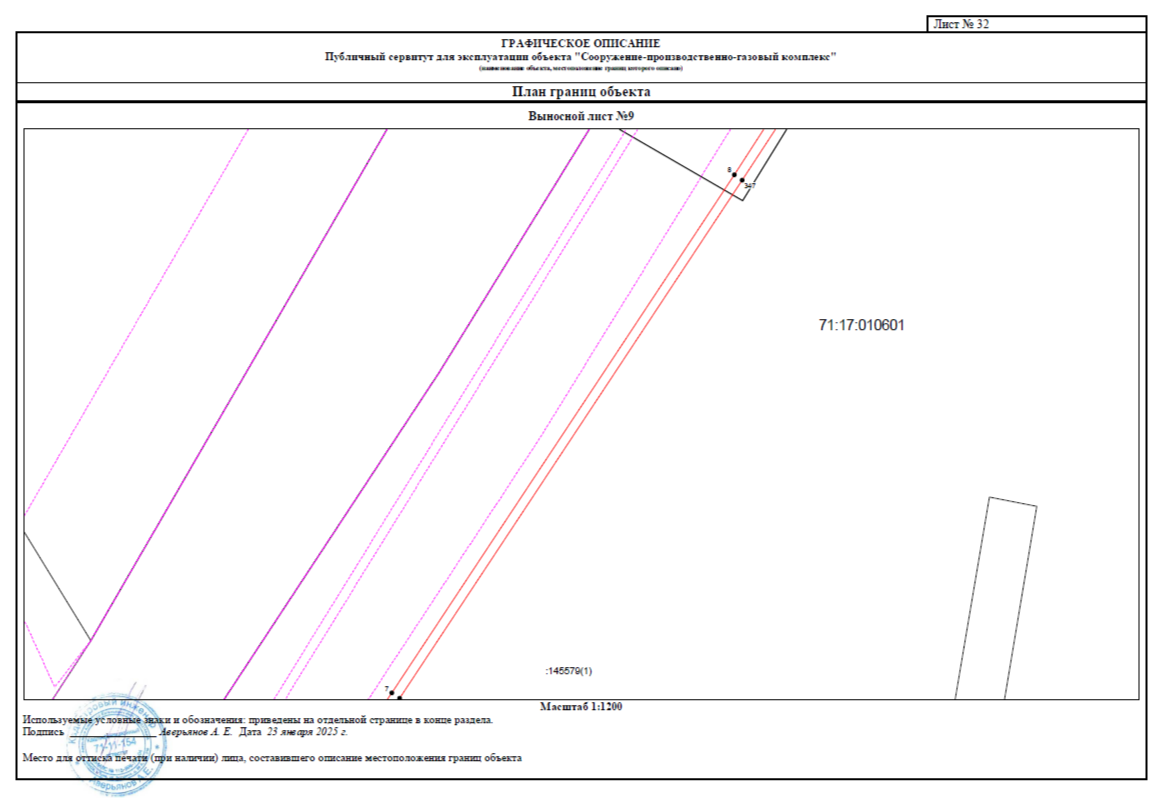 Лист № 32
ГРАФИЧЕСКОЕ ОПИСАНИЕ
Публичный сервитут для эксплуатации объекта "Сооружение-производственно-газовый комплекс"
(наименование объекта, местоположение границ которого описано)
План границ объекта
Выносной лист №9
8
347
71:17:010601
:145579(1)
7
Масштаб 1:1200
Используемые условные знаки и обозначения: приведены на отдельной странице в конце раздела.
Подпись Аверьянов А. Е. Дата 23 января 2025 г.
71-11-154
Место для оттиска печати (при наличии) лица, составившего описание местоположения границ объекта